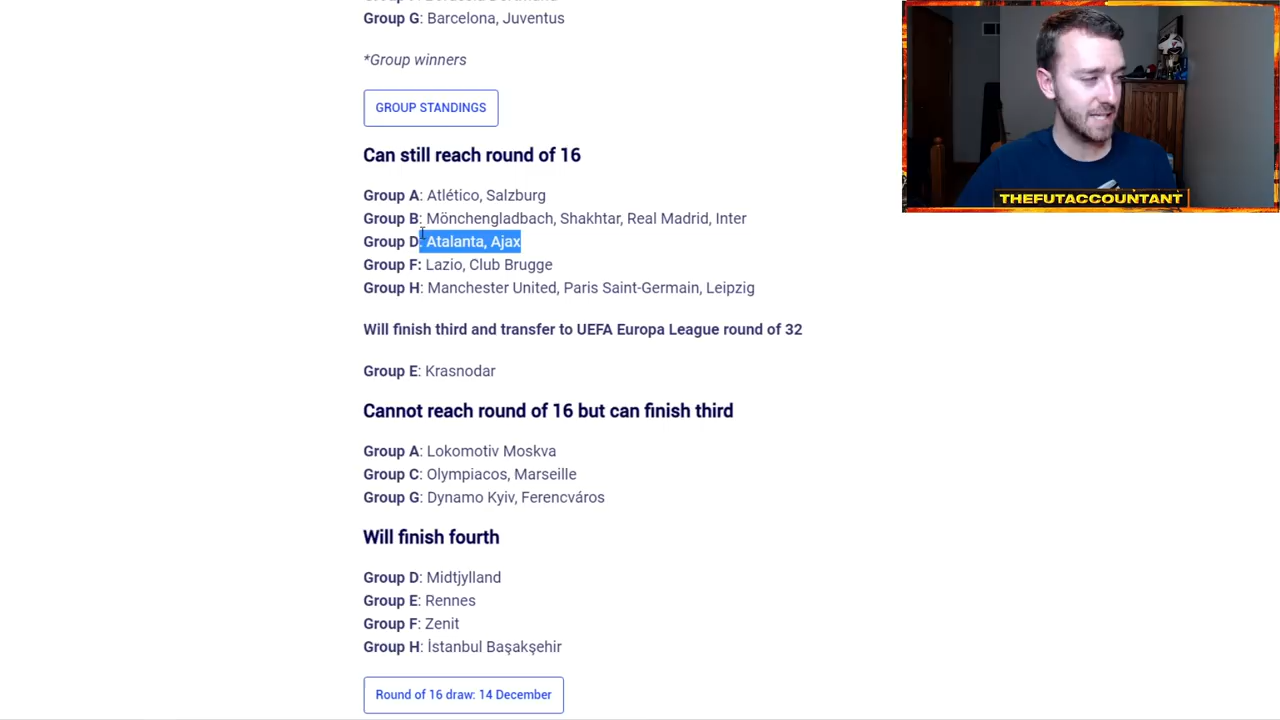 Group G: Barcelona, Juventus
*Group winners
GROUP STANDINGS
Can still reach round of 16
Group A: Atlético, Salzburg
Group B: Mönchengladbach, Shakhtar, Real Madrid, Inter
Group D: Atalanta, Ajax
Group F: Lazio, Club Brugge
Group H: Manchester United, Paris Saint-Germain, Leipzig
Will finish third and transfer to UEFA Europa League round of 32
Group E: Krasnodar
Cannot reach round of 16 but can finish third
Group A: Lokomotiv Moskva
Group C: Olympiacos, Marseille
Group G: Dynamo Kyiv, Ferencváros
Will finish fourth
Group D: Midtjylland
Group E: Rennes
Group F: Zenit
Group H: İstanbul Başakşehir
Round of 16 draw: 14 December
THEFUTACCOUNTANT